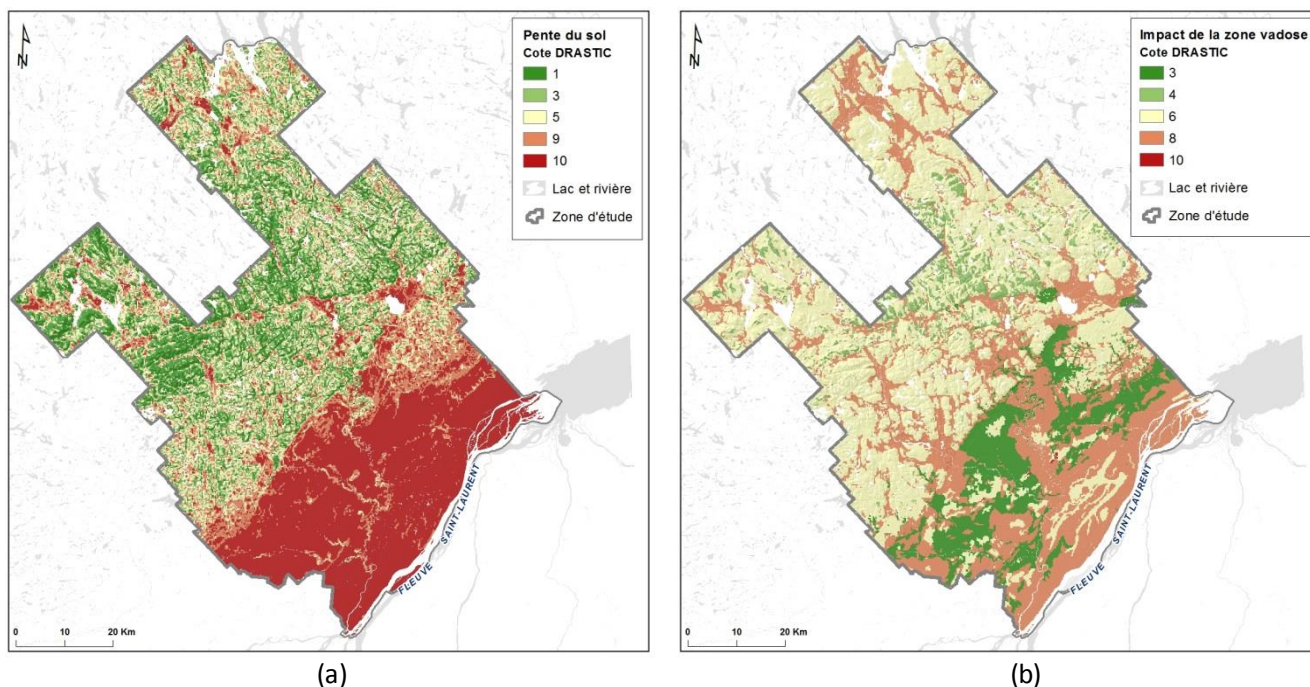 N
Pente du sol
Cote DRASTIC
1
3
5
9
10
Lac et rivière
Zone d'étude
FLEUVE SAINT-LAURENT
0 10 20 Km
(a)
N
Impact de la zone vadose
Cote DRASTIC
3
4
6
8
10
Lac et rivière
Zone d'étude
FLEUVE SAINT-LAURENT
0 10 20 Km
(b)